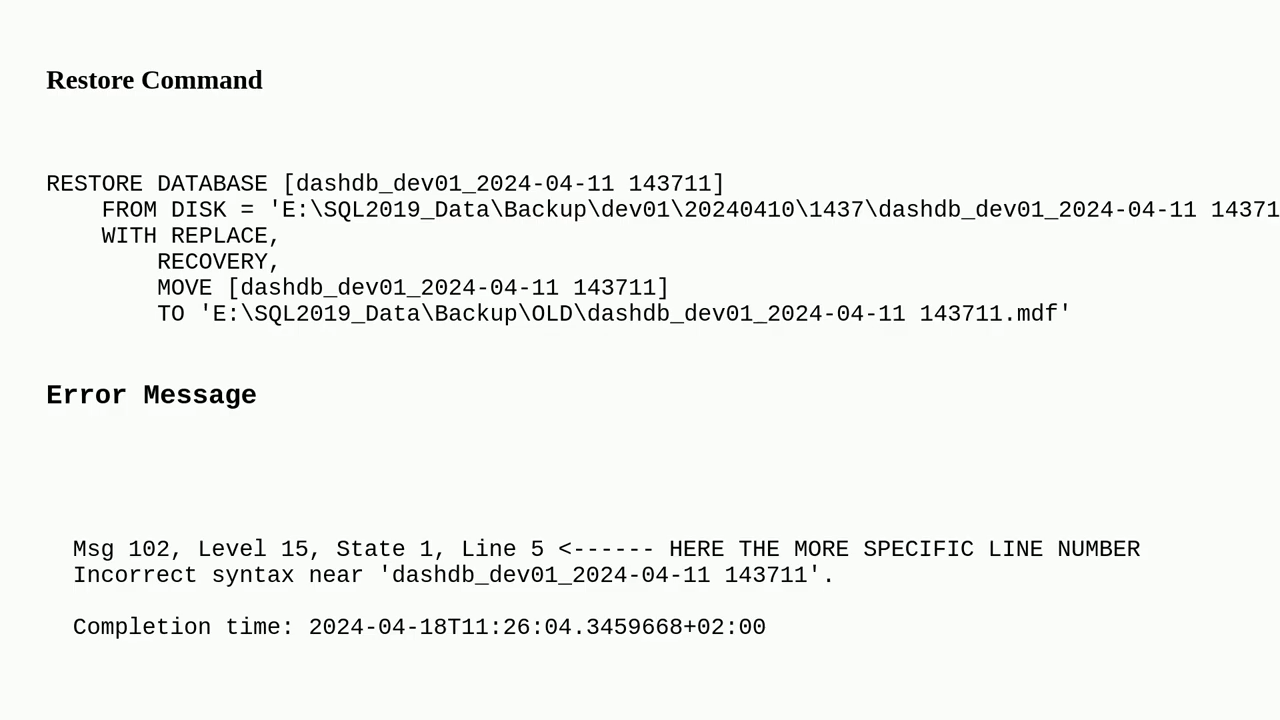 Restore Command
RESTORE DATABASE [dashdb_dev01_2024-04-11 143711]
    FROM DISK = 'E:\SQL2019_Data\Backup\dev01\20240410\1437\dashdb_dev01_2024-04-11 14371
    WITH REPLACE,
        RECOVERY,
        MOVE [dashdb_dev01_2024-04-11 143711]
        TO 'E:\SQL2019_Data\Backup\OLD\dashdb_dev01_2024-04-11 143711.mdf'
Error Message
Msg 102, Level 15, State 1, Line 5 <------ HERE THE MORE SPECIFIC LINE NUMBER
Incorrect syntax near 'dashdb_dev01_2024-04-11 143711'.
Completion time: 2024-04-18T11:26:04.3459668+02:00